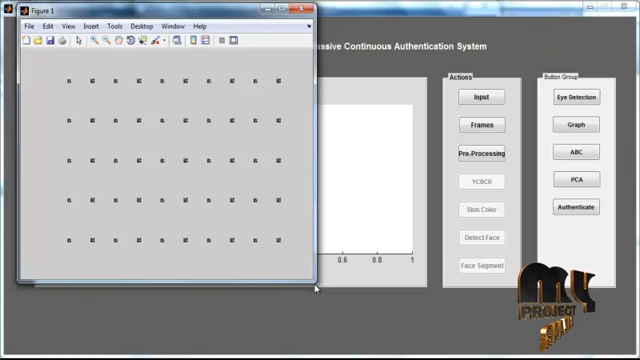 Figure 1
File Edit View Insert Tools Desktop Window Help
ssive Continuous Authentication System
Actions
Input
Frames
Pre-Processing
YCBCR
Skin Color
Detect Face
Face Segment
Button Group
Eye Detection
Graph
ABC
PCA
Authenticate
0.6 0.8 1
my
PROJECT